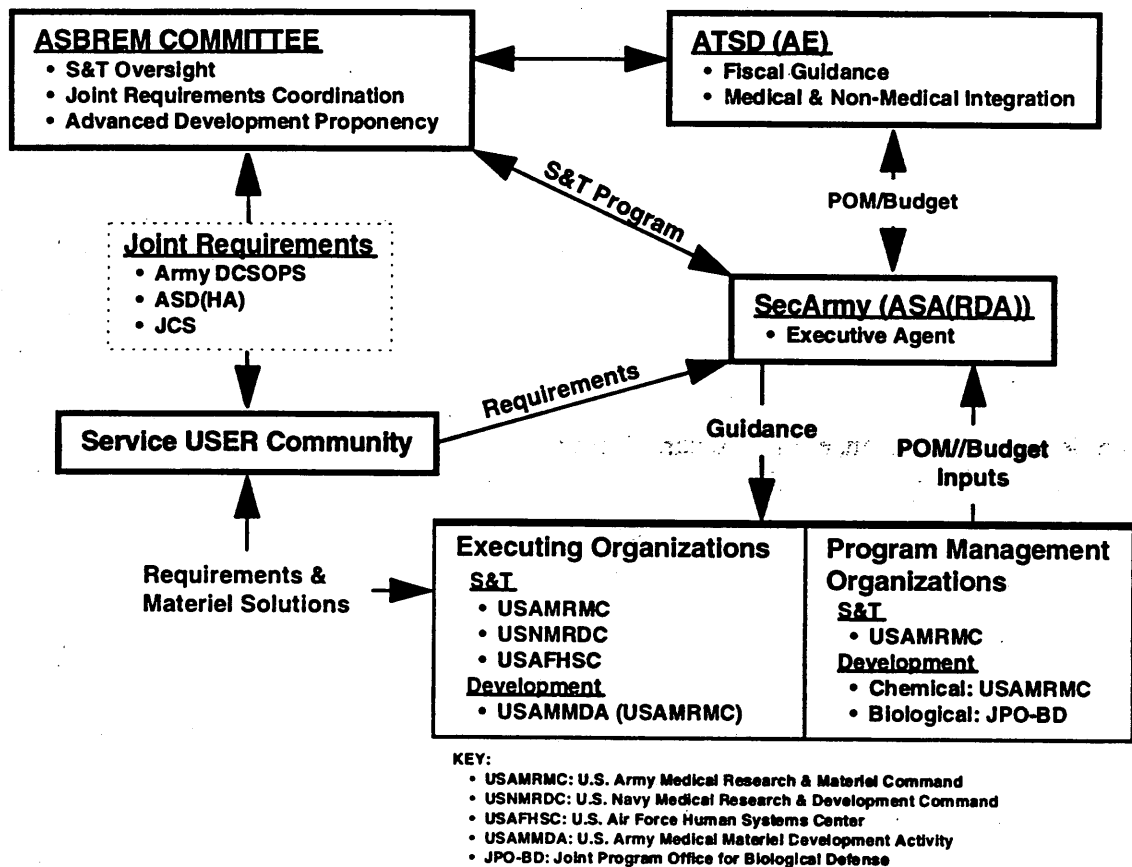 ASBREM COMMITTEE
• S&T Oversight
• Joint Requirements Coordination
• Advanced Development Proponency
ATSD (AE)
• Fiscal Guidance
• Medical & Non-Medical Integration
S&T Program
POM/Budget
Joint Requirements
• Army DCSOPS
• ASD(HA)
• JCS
SecArmy (ASA(RDA))
• Executive Agent
Requirements
Service USER Community
Guidance
POM//Budget
Inputs
Requirements &
Materiel Solutions
Executing Organizations
S&T
• USAMRMC
• USNMRDC
• USAFHSC
Development
• USAMMDA (USAMRMC)
Program Management
Organizations
S&T
• USAMRMC
Development
• Chemical: USAMRMC
• Biological: JPO-BD
KEY:
• USAMRMC: U.S. Army Medical Research & Materiel Command
• USNMRDC: U.S. Navy Medical Research & Development Command
• USAFHSC: U.S. Air Force Human Systems Center
• USAMMDA: U.S. Army Medical Materiel Development Activity
• JPO-BD: Joint Program Office for Biological Defense